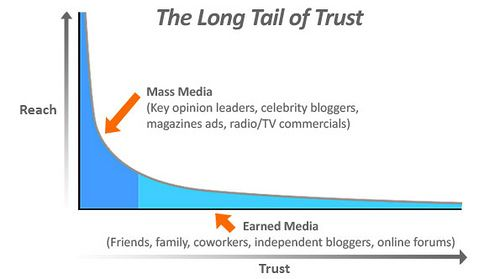 The Long Tail of Trust
Reach
Mass Media
(Key opinion leaders, celebrity bloggers,
magazines ads, radio/TV commercials)
Earned Media
(Friends, family, coworkers, independent bloggers, online forums)
Trust